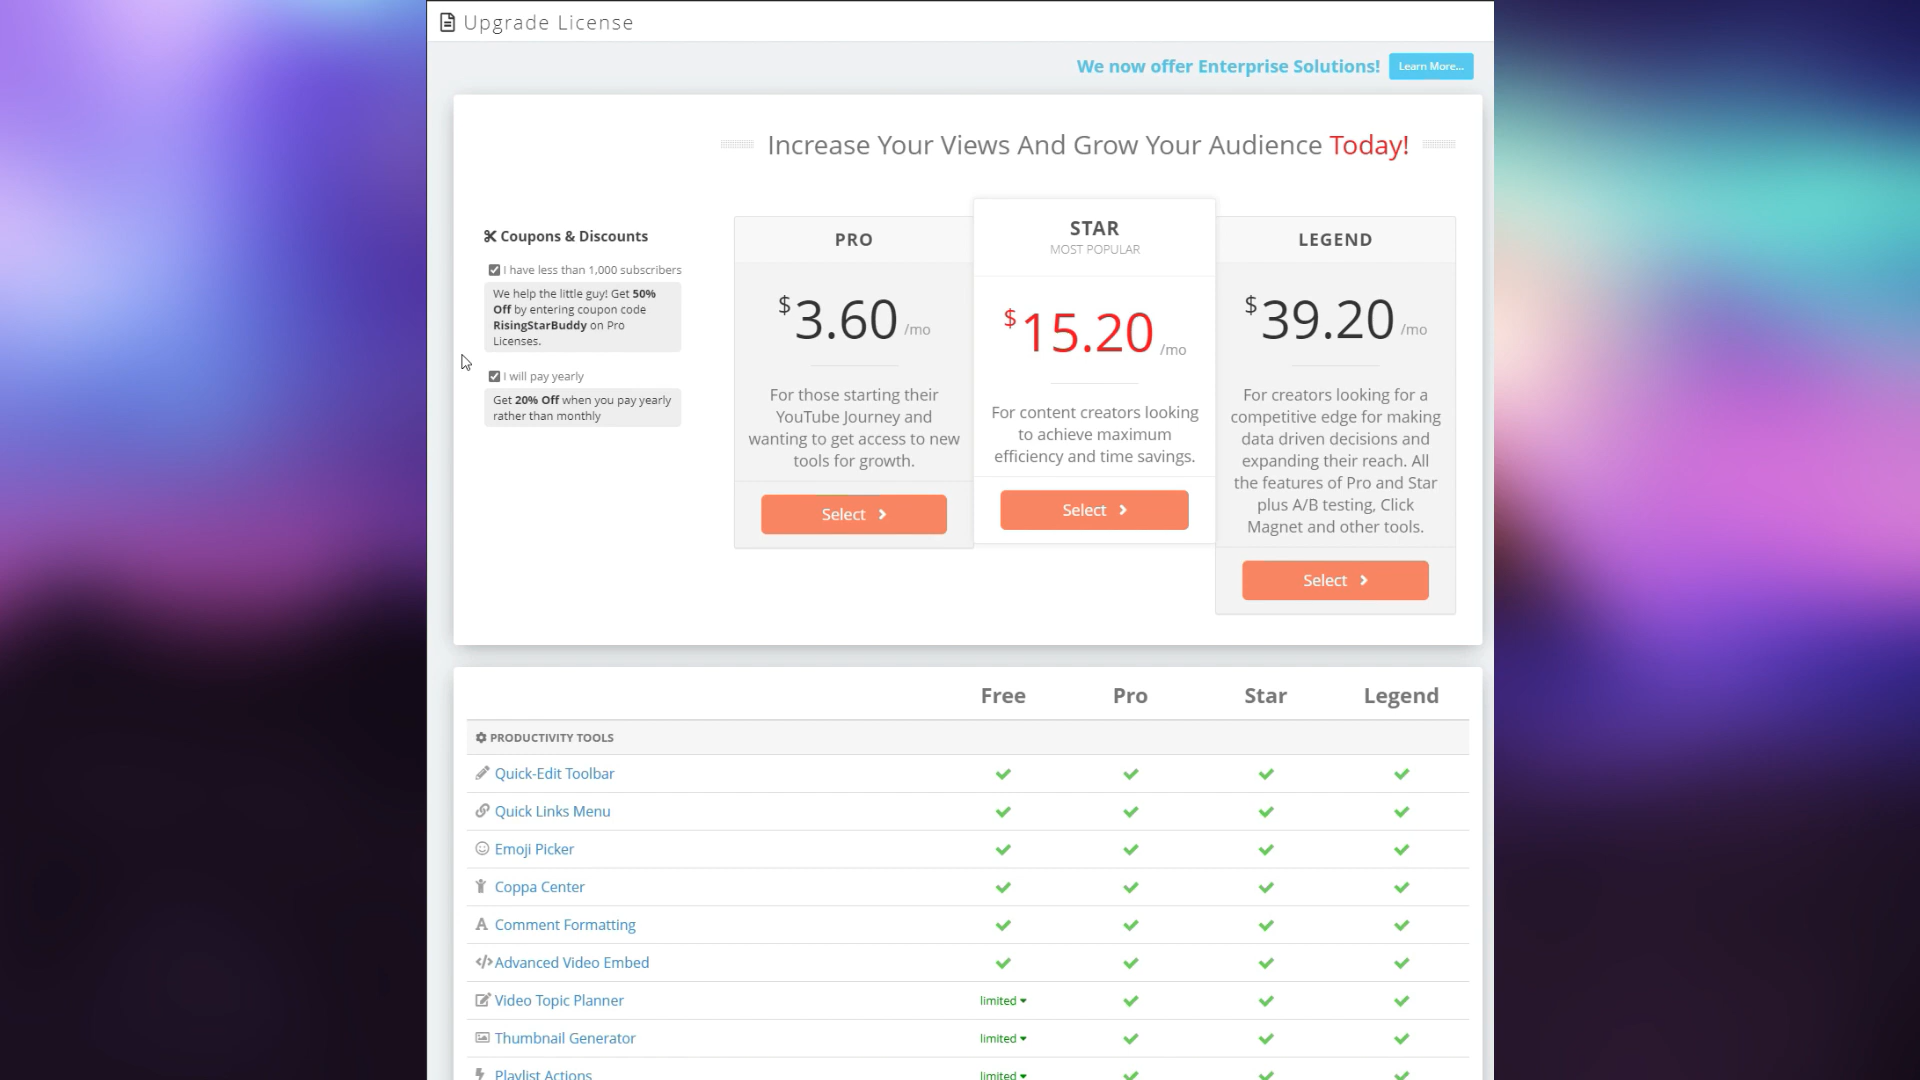 Upgrade License
We now offer Enterprise Solutions!
Learn More...
Increase Your Views And Grow Your Audience Today!
Coupons & Discounts
I have less than 1,000 subscribers
We help the little guy! Get 50%
Off by entering coupon code
RisingStarBuddy on Pro
Licenses.
I will pay yearly
Get 20% Off when you pay yearly
rather than monthly
PRO
$3.60 /mo
For those starting their
YouTube Journey and
wanting to get access to new
tools for growth.
Select
STAR
MOST POPULAR
$15.20 /mo
For content creators looking
to achieve maximum
efficiency and time savings.
Select
LEGEND
$39.20 /mo
For creators looking for a
competitive edge for making
data driven decisions and
expanding their reach. All
the features of Pro and Star
plus A/B testing, Click
Magnet and other tools.
Select
Free Pro Star Legend
PRODUCTIVITY TOOLS
Quick-Edit Toolbar
Quick Links Menu
Emoji Picker
Coppa Center
Comment Formatting
Advanced Video Embed
Video Topic Planner limited
Thumbnail Generator limited
Playlist Actions limited